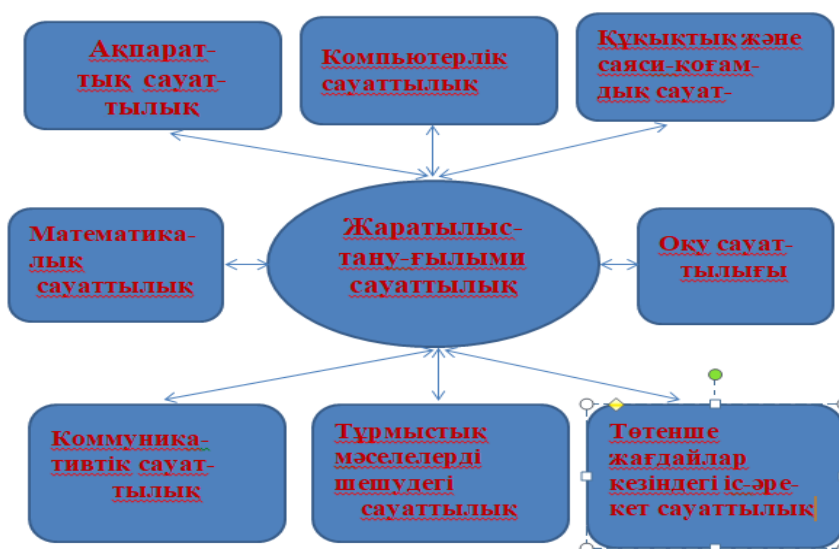 Ақпарат-
тық сауат-
тылық
Компьютерлік
сауаттылық
Құқықтық және
саяси-қоғам-
дық сауат-
Математика-
лық
сауаттылық
Жаратылыс-
тану-ғылыми
сауаттылық
Оқу сауат-
тылығы
Коммуника-
тивтік сауат-
тылық
Тұрмыстық
мәселелерді
шешудегі
сауаттылық
Төтенше
жағдайлар
кезіндегі іс-әре-
кет сауаттылық